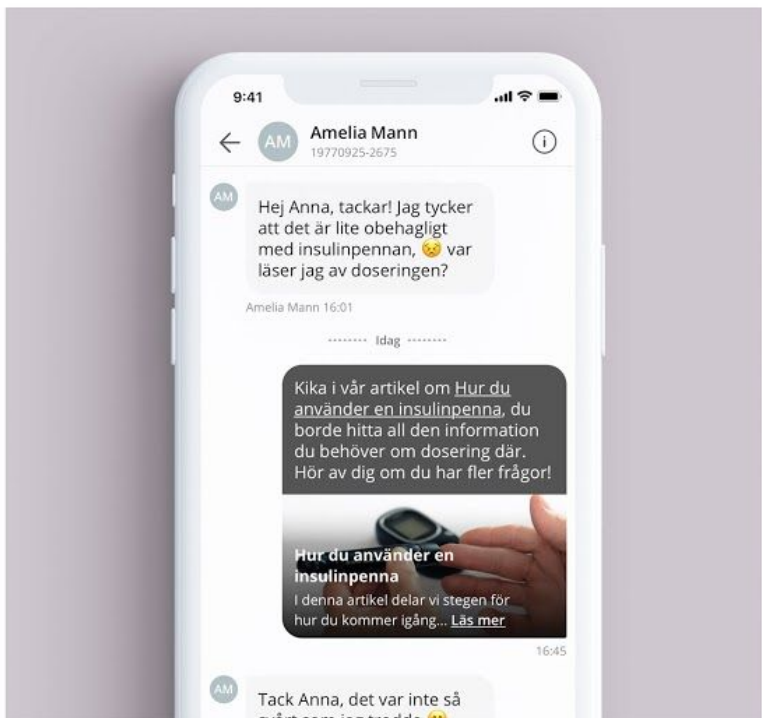 9:41
AM
Amelia Mann
19770925-2675
AM
Hej Anna, tackar! Jag tycker
att det är lite obehagligt
med insulinpennan, 😣 var
läser jag av doseringen?
Amelia Mann 16:01
Idag
Kika i vår artikel om Hur du
använder en insulinpenna, du
borde hitta all den information
du behöver om dosering där.
Hör av dig om du har fler frågor!
Hur du använder en
insulinpenna
I denna artikel delar vi stegen för
hur du kommer igång... Läs mer
16:45
AM
Tack Anna, det var inte så
svårt som jag trodde